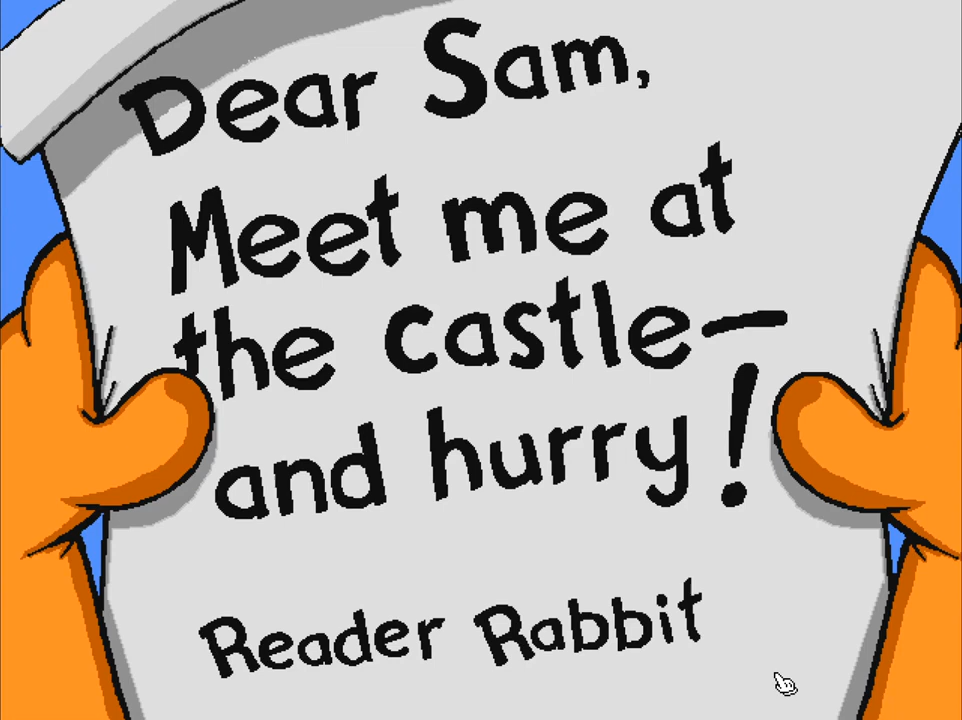 Dear Sam,
Meet me at
the castle—
and hurry!
Reader Rabbit